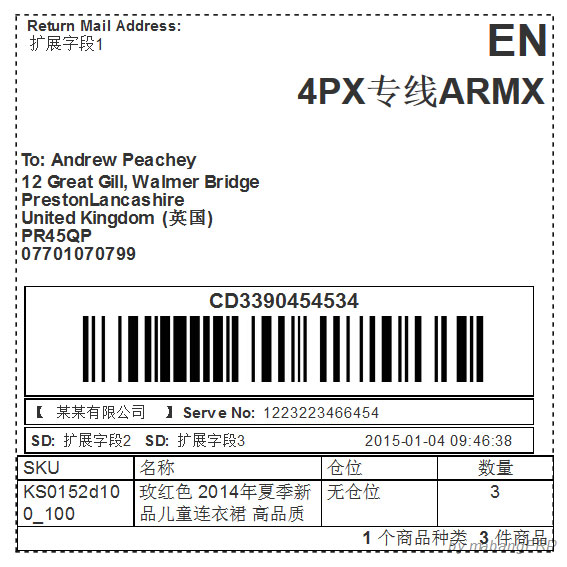 Return Mail Address:
扩展字段1
EN
4PX专线ARMX
To: Andrew Peachey
12 Great Gill, Walmer Bridge
PrestonLancashire
United Kingdom (英国)
PR45QP
07701070799
CD3390454534
【 某某有限公司 】Serve No: 1223223466454
SD: 扩展字段2 SD: 扩展字段3 2015-01-04 09:46:38
SKU 名称 仓位 数量
KS0152d10 玫红色 2014年夏季新 无仓位 3
0_100 品儿童连衣裙 高品质
1 个商品种类 3 件商品
By mabangERP